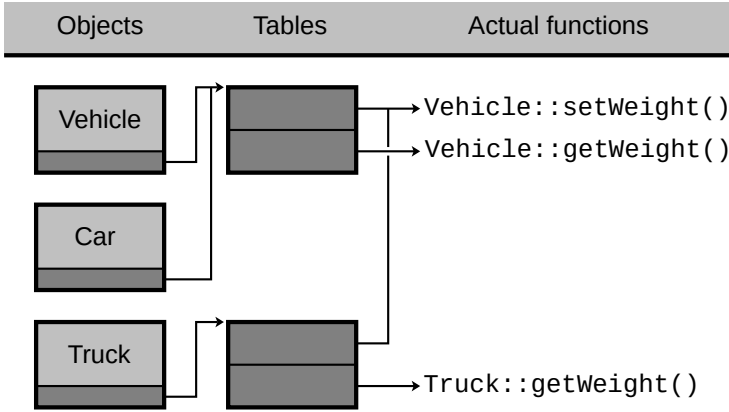 Objects Tables Actual functions
Vehicle
Vehicle::setWeight()
Vehicle::getWeight()
Car
Truck
Truck::getWeight()